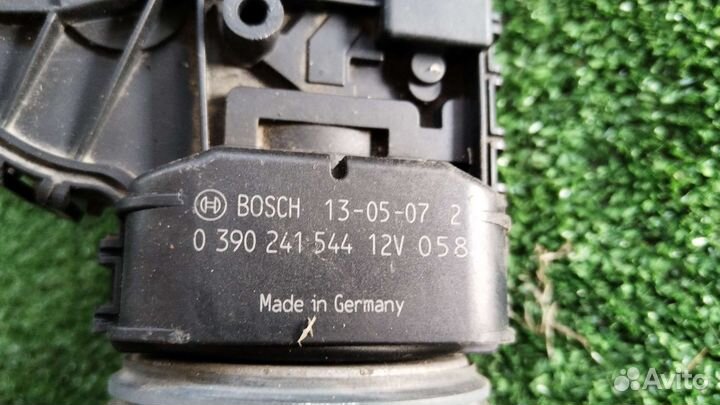 BOSCH 13-05-07 2
0 390 241 544 12V 058
Made in Germany
Avito